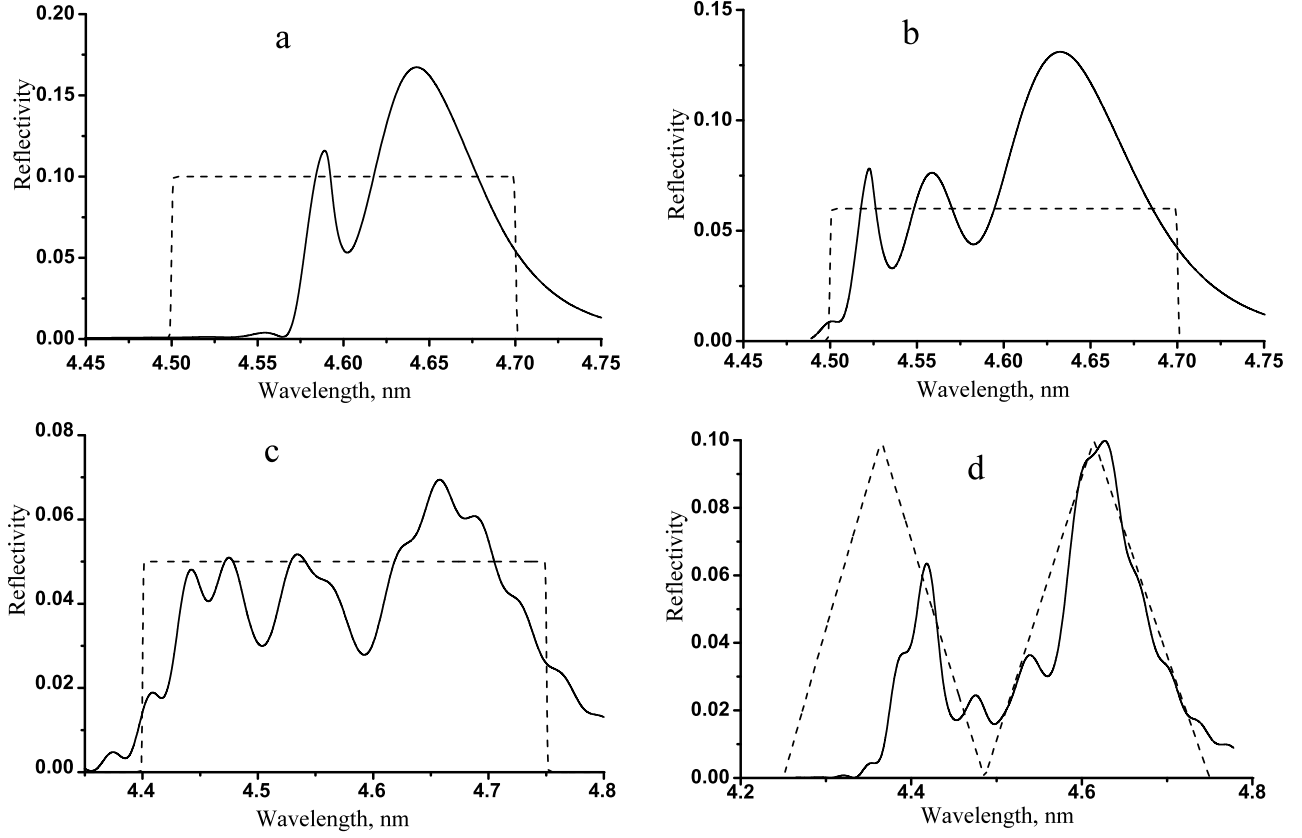 a
0.20
0.15
0.10
0.05
0.00
Reflectivity
4.45 4.50 4.55 4.60 4.65 4.70 4.75
Wavelength, nm
b
0.15
0.10
0.05
0.00
Reflectivity
4.45 4.50 4.55 4.60 4.65 4.70 4.75
Wavelength, nm
c
0.08
0.06
0.04
0.02
0.00
Reflectivity
4.4 4.5 4.6 4.7 4.8
Wavelength, nm
d
0.10
0.08
0.06
0.04
0.02
0.00
Reflectivity
4.2 4.4 4.6 4.8
Wavelength, nm